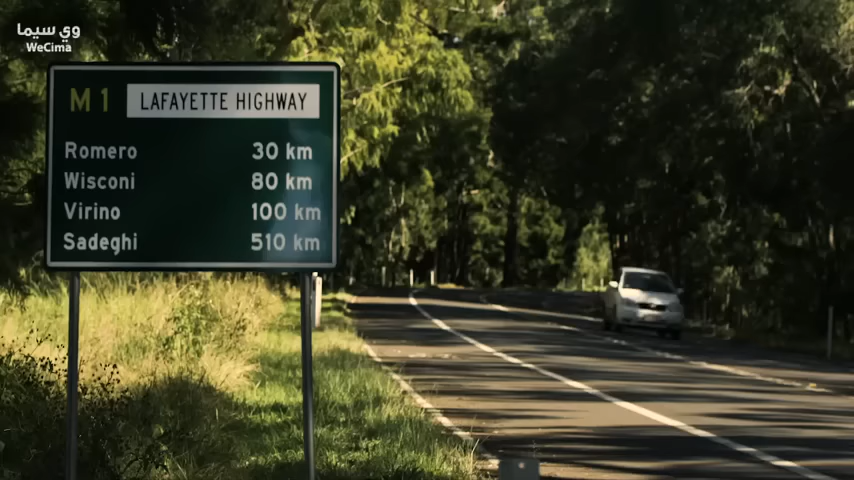 وي سيما
WeCima
M1 LAFAYETTE HIGHWAY
Romero 30 km
Wisconi 80 km
Virino 100 km
Sadeghi 510 km